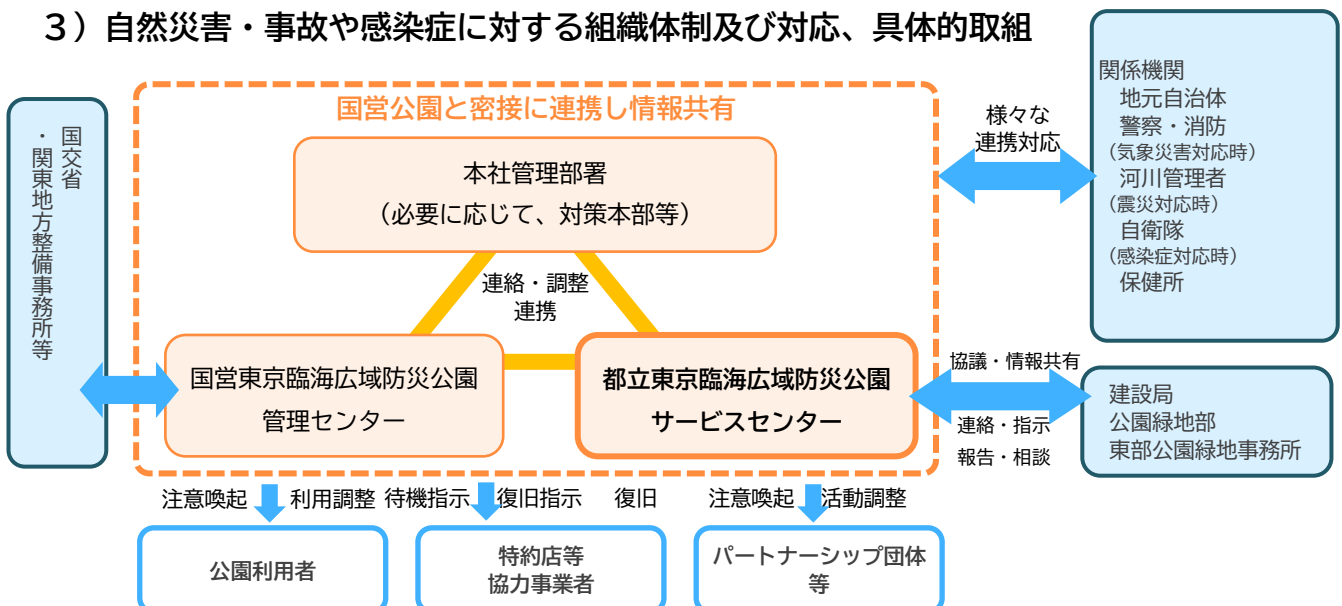 3）自然災害・事故や感染症に対する組織体制及び対応、具体的取組
国交省
・関東地方整備事務所等
国営公園と密接に連携し情報共有
本社管理部署
（必要に応じて、対策本部等）
連絡・調整
連携
国営東京臨海広域防災公園
管理センター
都立東京臨海広域防災公園
サービスセンター
様々な
連携対応
関係機関
地元自治体
警察・消防
(気象災害対応時)
河川管理者
(震災対応時)
自衛隊
(感染症対応時)
保健所
協議・情報共有
連絡・指示
報告・相談
建設局
公園緑地部
東部公園緑地事務所
注意喚起 利用調整
待機指示 復旧指示 復旧
注意喚起 活動調整
公園利用者
特約店等
協力事業者
パートナーシップ団体
等